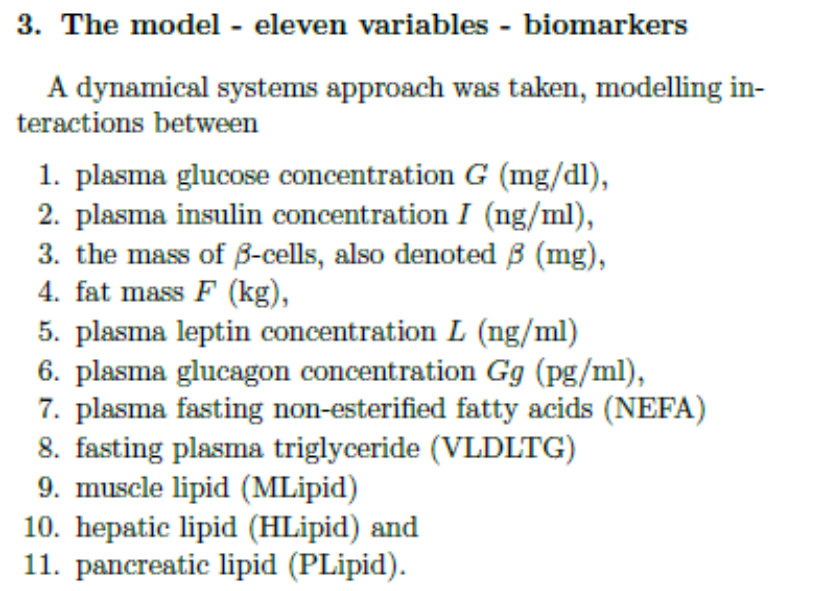 3. The model - eleven variables - biomarkers
A dynamical systems approach was taken, modelling in-
teractions between
1. plasma glucose concentration G (mg/dl),
2. plasma insulin concentration I (ng/ml),
3. the mass of β-cells, also denoted β (mg),
4. fat mass F (kg),
5. plasma leptin concentration L (ng/ml)
6. plasma glucagon concentration Gg (pg/ml),
7. plasma fasting non-esterified fatty acids (NEFA)
8. fasting plasma triglyceride (VLDLTG)
9. muscle lipid (MLipid)
10. hepatic lipid (HLipid) and
11. pancreatic lipid (PLipid).